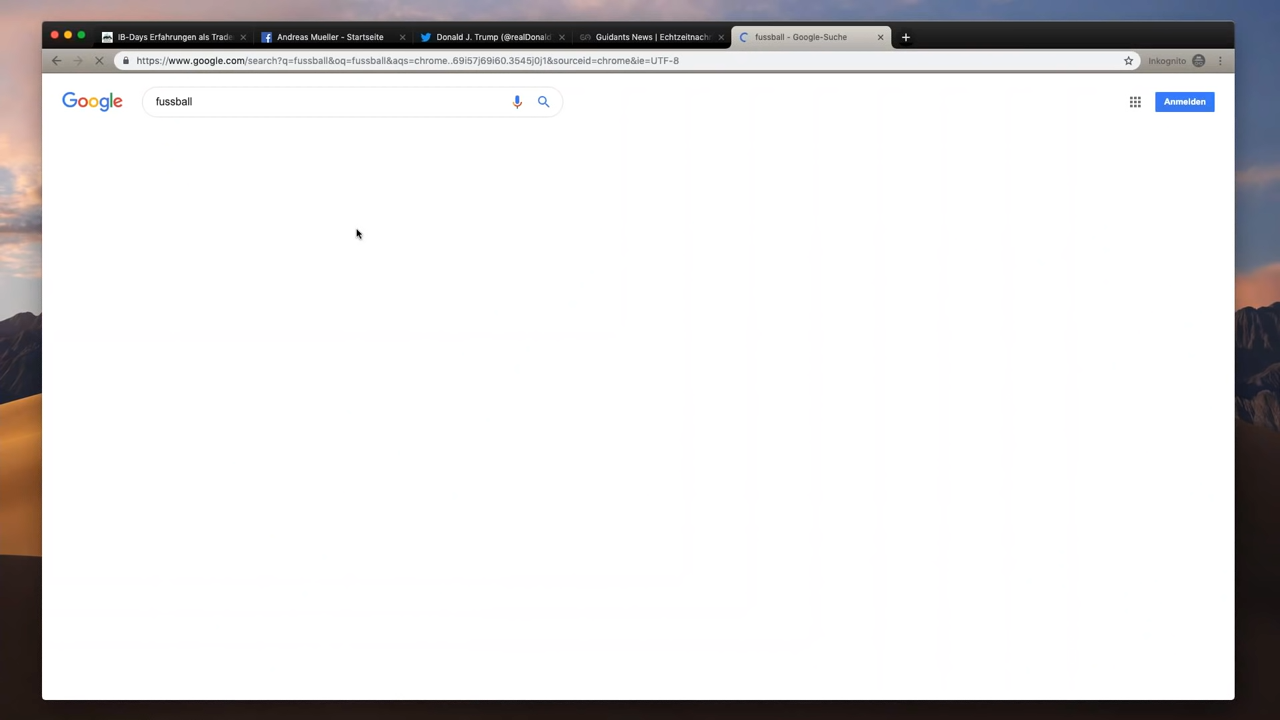 IB-Days Erfahrungen als Trade
Andreas Mueller - Startseite
Donald J. Trump (@realDonald
Guidants News | Echtzeitnachr
fussball - Google-Suche
https://www.google.com/search?q=fussball&oq=fussball&aqs=chrome..69i57j69i60.3545j0j1&sourceid=chrome&ie=UTF-8
Inkognito
Google
fussball
Anmelden